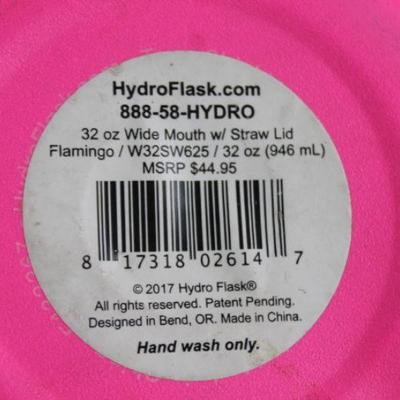 HydroFlask.com
888-58-HYDRO
32 oz Wide Mouth w/ Straw Lid
Flamingo / W32SW625 / 32 oz (946 mL)
MSRP $44.95
8 17318 02614 7
© 2017 Hydro Flask®
All rights reserved. Patent Pending.
Designed in Bend, OR. Made in China.
Hand wash only.